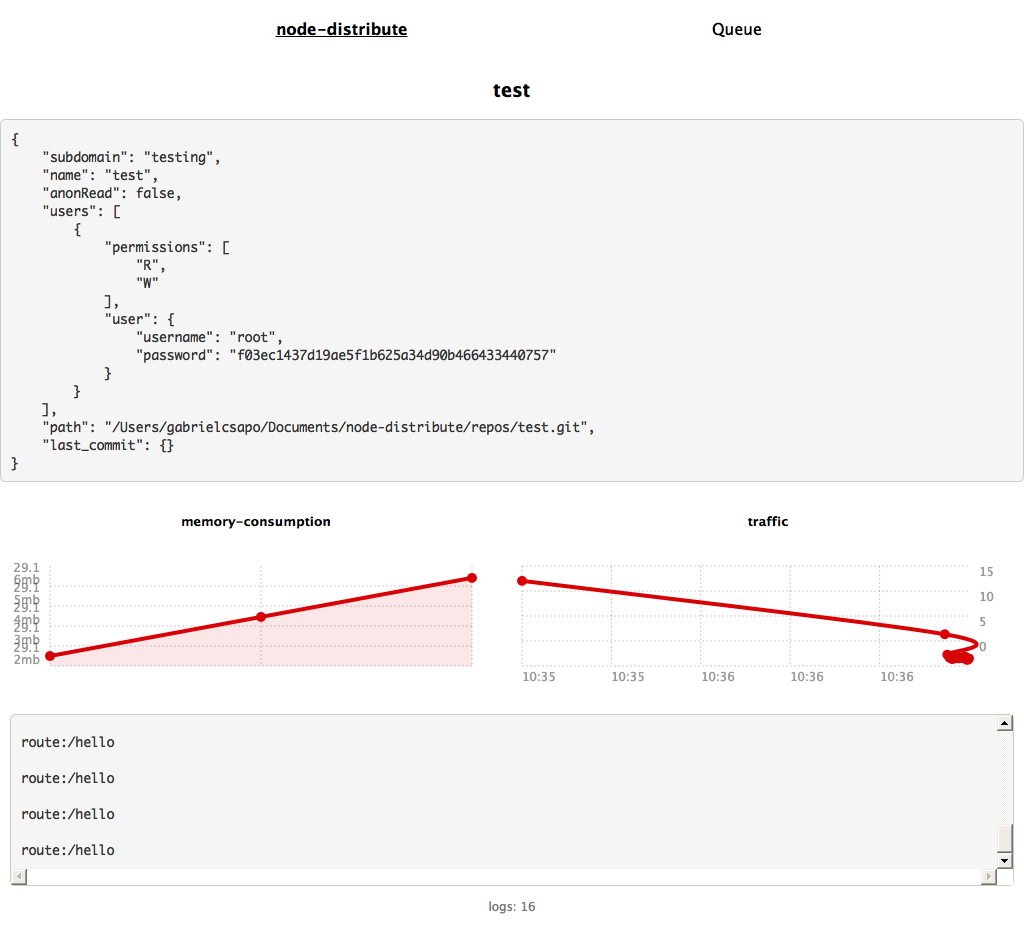 node-distribute
Queue
test
{
    "subdomain": "testing",
    "name": "test",
    "anonRead": false,
    "users": [
        {
            "permissions": [
                "R",
                "W"
            ],
            "user": {
                "username": "root",
                "password": "f03ec1437d19ae5f1b625a34d90b466433440757"
            }
        }
    ],
    "path": "/Users/gabrielcsapo/Documents/node-distribute/repos/test.git",
    "last_commit": {}
}
memory-consumption
29.1
6mb
29.1
5mb
29.1
4mb
29.1
3mb
29.1
2mb
traffic
15
10
5
0
10:35
10:35
10:36
10:36
10:36
route:/hello
route:/hello
route:/hello
route:/hello
logs: 16